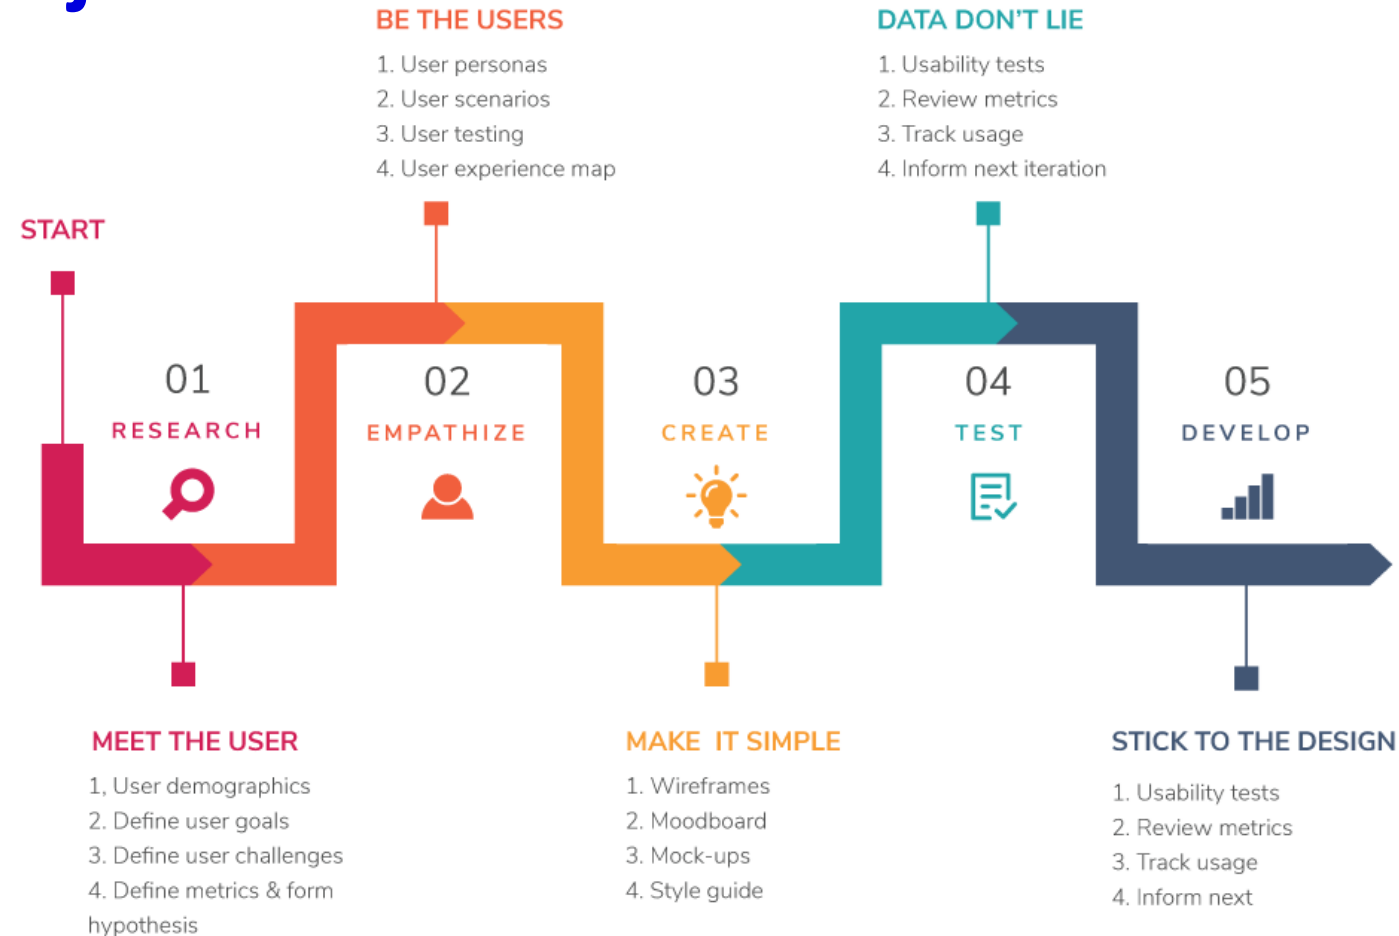 BE THE USERS
1. User personas
2. User scenarios
3. User testing
4. User experience map
DATA DON'T LIE
1. Usability tests
2. Review metrics
3. Track usage
4. Inform next iteration
START
01
RESEARCH
02
EMPATHIZE
03
CREATE
04
TEST
05
DEVELOP
MEET THE USER
1, User demographics
2. Define user goals
3. Define user challenges
4. Define metrics & form
hypothesis
MAKE IT SIMPLE
1. Wireframes
2. Moodboard
3. Mock-ups
4. Style guide
STICK TO THE DESIGN
1. Usability tests
2. Review metrics
3. Track usage
4. Inform next